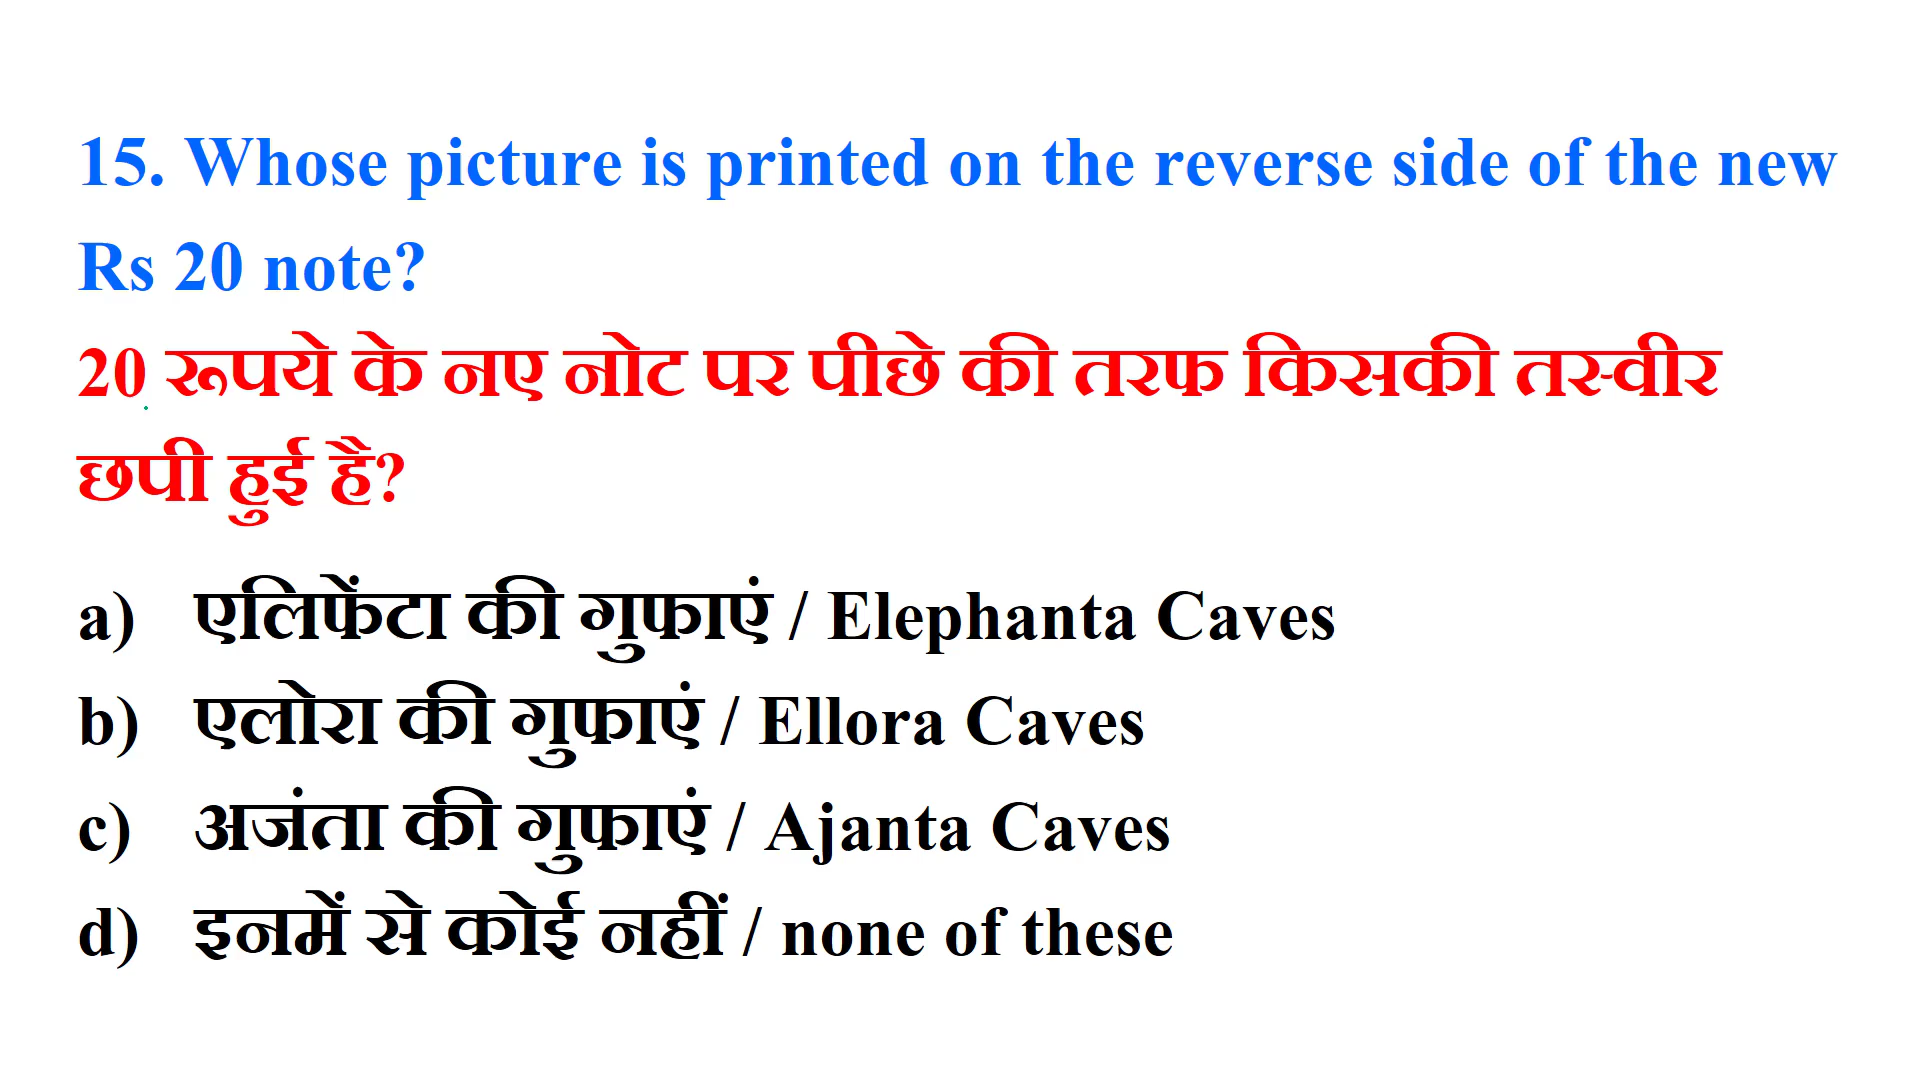 15. Whose picture is printed on the reverse side of the new
Rs 20 note?
20 रूपये के नए नोट पर पीछे की तरफ किसकी तस्वीर
छपी हुई है?
a) एलिफेंटा की गुफाएं / Elephanta Caves
b) एलोरा की गुफाएं / Ellora Caves
c) अजंता की गुफाएं / Ajanta Caves
d) इनमें से कोई नहीं / none of these